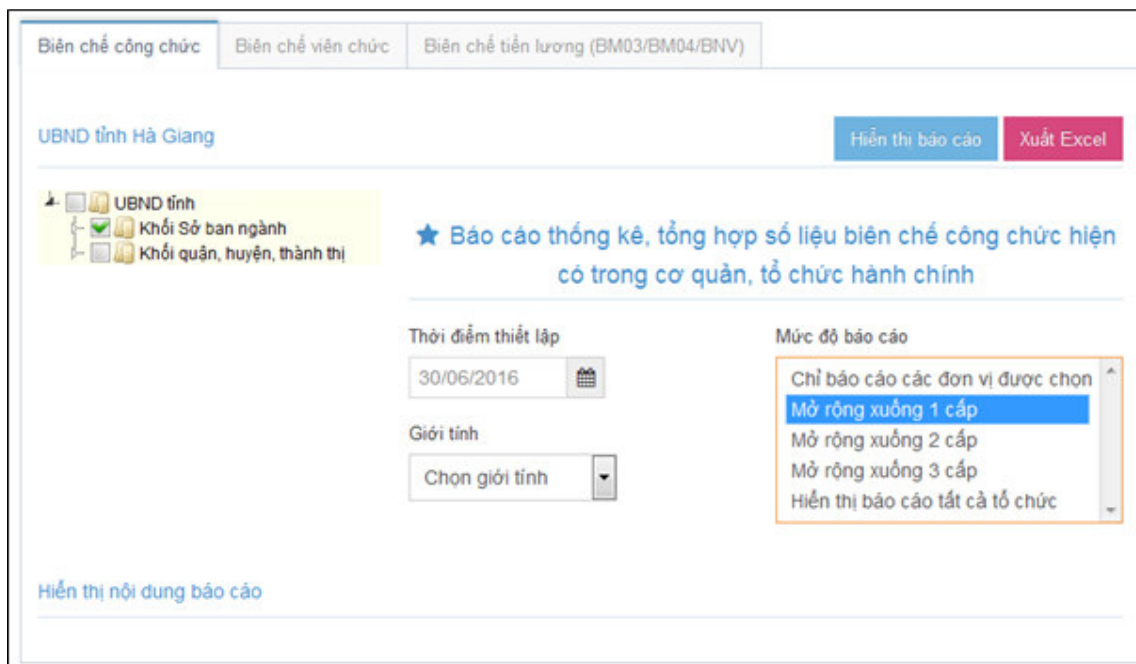 Biên chế công chức
Biên chế viên chức
Biên chế tiền lương (BM03/BM04/BNV)
UBND tỉnh Hà Giang
Hiển thị báo cáo
Xuất Excel
UBND tỉnh
Khối Sở ban ngành
Khối quận, huyện, thành thị
Báo cáo thống kê, tổng hợp số liệu biên chế công chức hiện
có trong cơ quản, tổ chức hành chính
Thời điểm thiết lập
30/06/2016
Giới tính
Chọn giới tính
Mức độ báo cáo
Chỉ báo cáo các đơn vị được chọn
Mở rộng xuống 1 cấp
Mở rộng xuống 2 cấp
Mở rộng xuống 3 cấp
Hiển thị báo cáo tất cả tổ chức
Hiển thị nội dung báo cáo